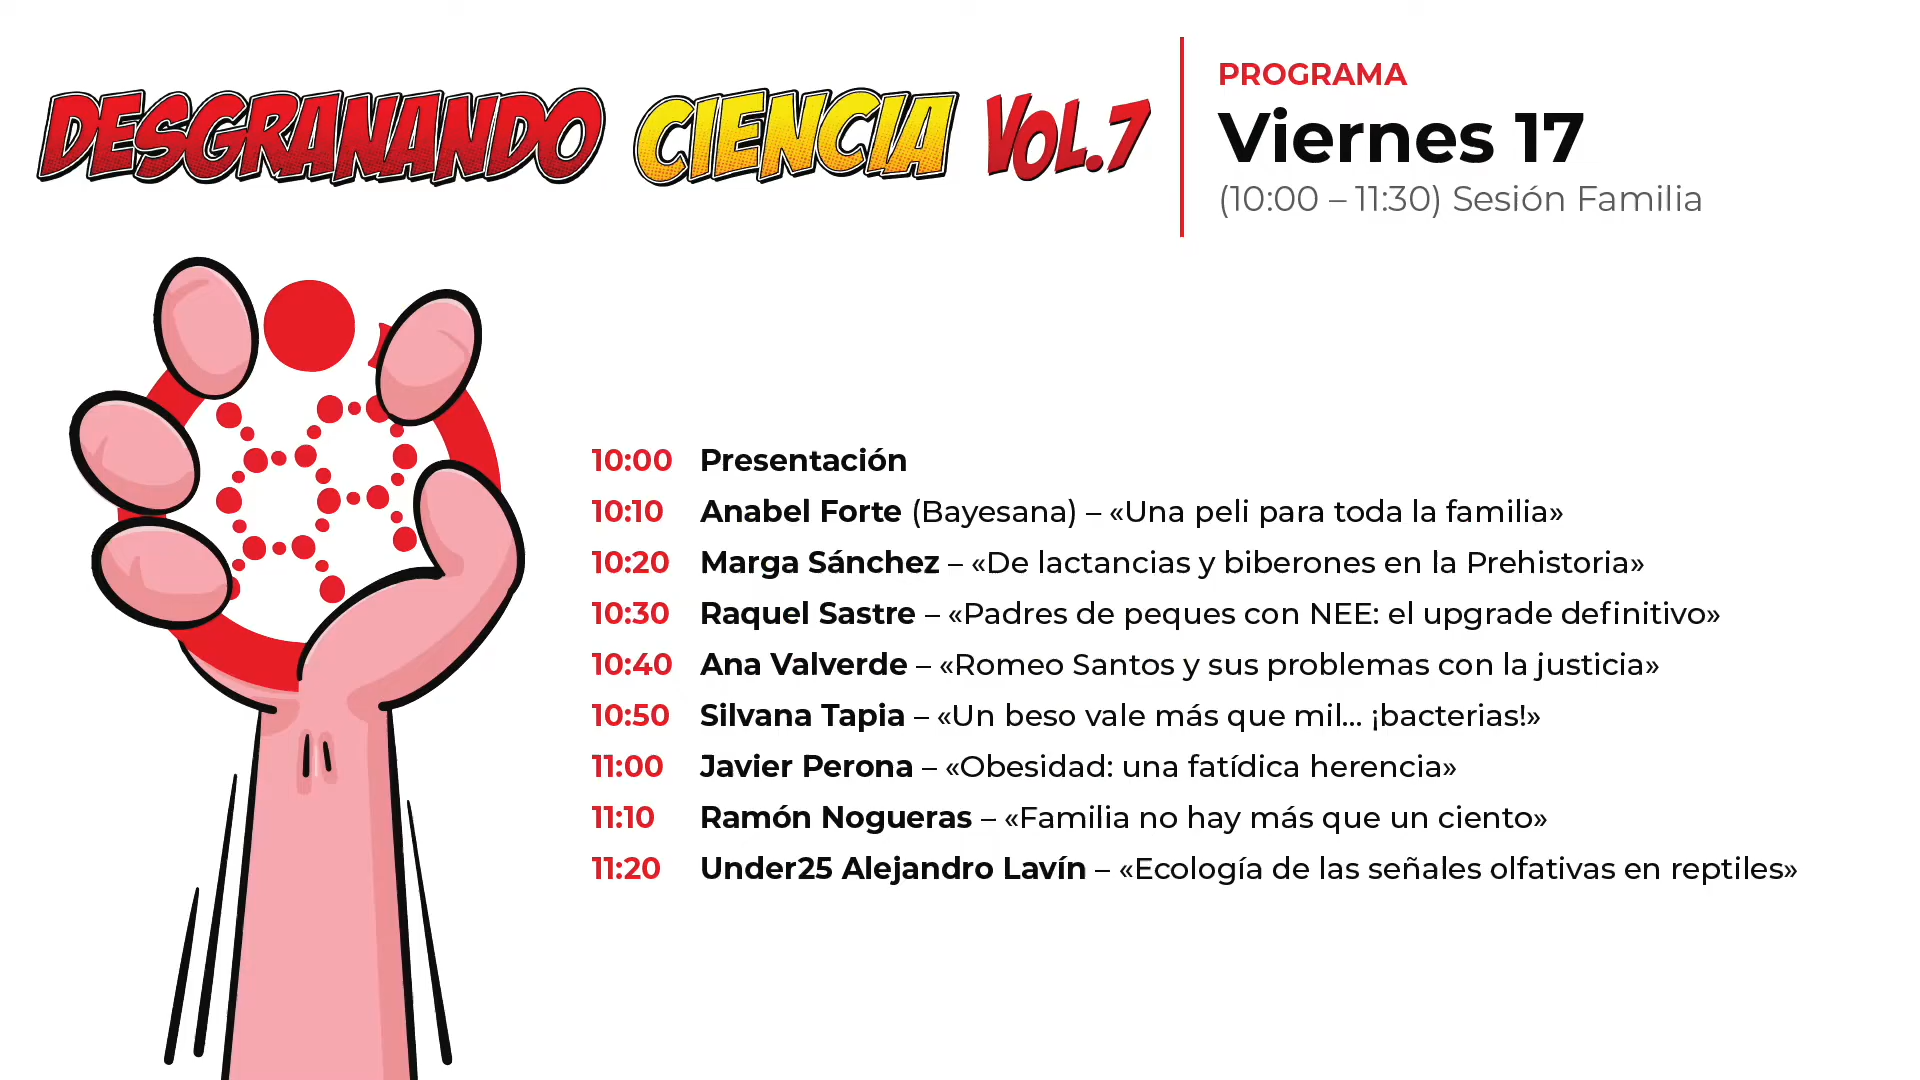 DESGRANANDO CIENCIA VOL.7
PROGRAMA
Viernes 17
(10:00 – 11:30) Sesión Familia
10:00 Presentación
10:10 Anabel Forte (Bayesana) – «Una peli para toda la familia»
10:20 Marga Sánchez – «De lactancias y biberones en la Prehistoria»
10:30 Raquel Sastre – «Padres de peques con NEE: el upgrade definitivo»
10:40 Ana Valverde – «Romeo Santos y sus problemas con la justicia»
10:50 Silvana Tapia – «Un beso vale más que mil... ¡bacterias!»
11:00 Javier Perona – «Obesidad: una fatídica herencia»
11:10 Ramón Nogueras – «Familia no hay más que un ciento»
11:20 Under25 Alejandro Lavín – «Ecología de las señales olfativas en reptiles»